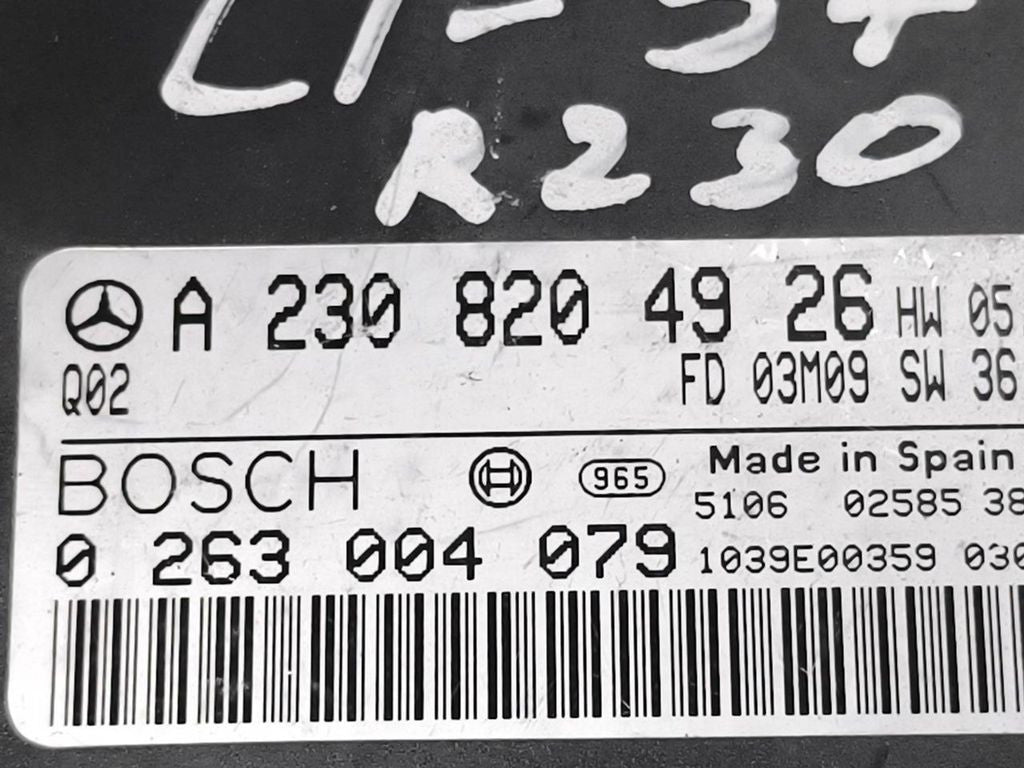 R230
A 230 820 49 26 HW 05
Q02 FD 03M09 SW 36
BOSCH 965 Made in Spain
5106 02585 38
0 263 004 079 1039E00359 030